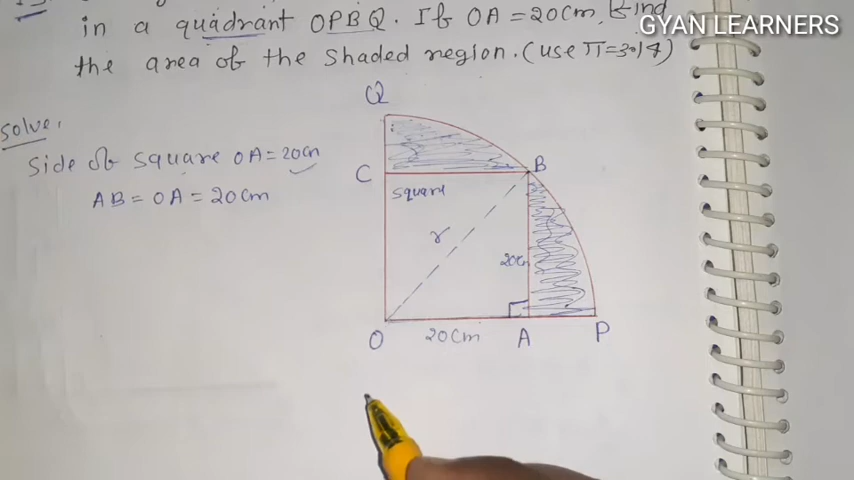 GYAN LEARNERS
in a quadrant OPBQ. If OA = 20cm, find
the area of the shaded region. (use π=3.14)
Q
solve.
Side of square OA = 20cm
C
B
square
AB = OA = 20cm
r
20cm
O
20cm
A
P